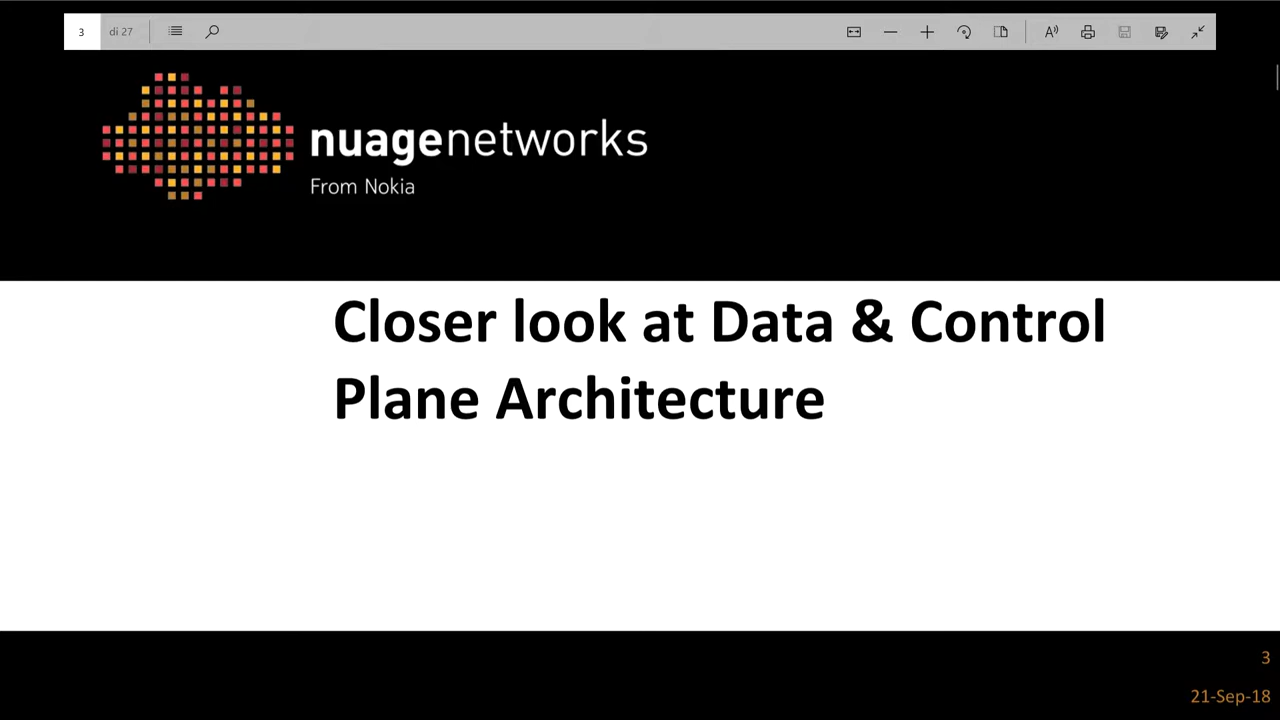 3 di 27
nuagenetworks
From Nokia
Closer look at Data & Control
Plane Architecture
3
21-Sep-18